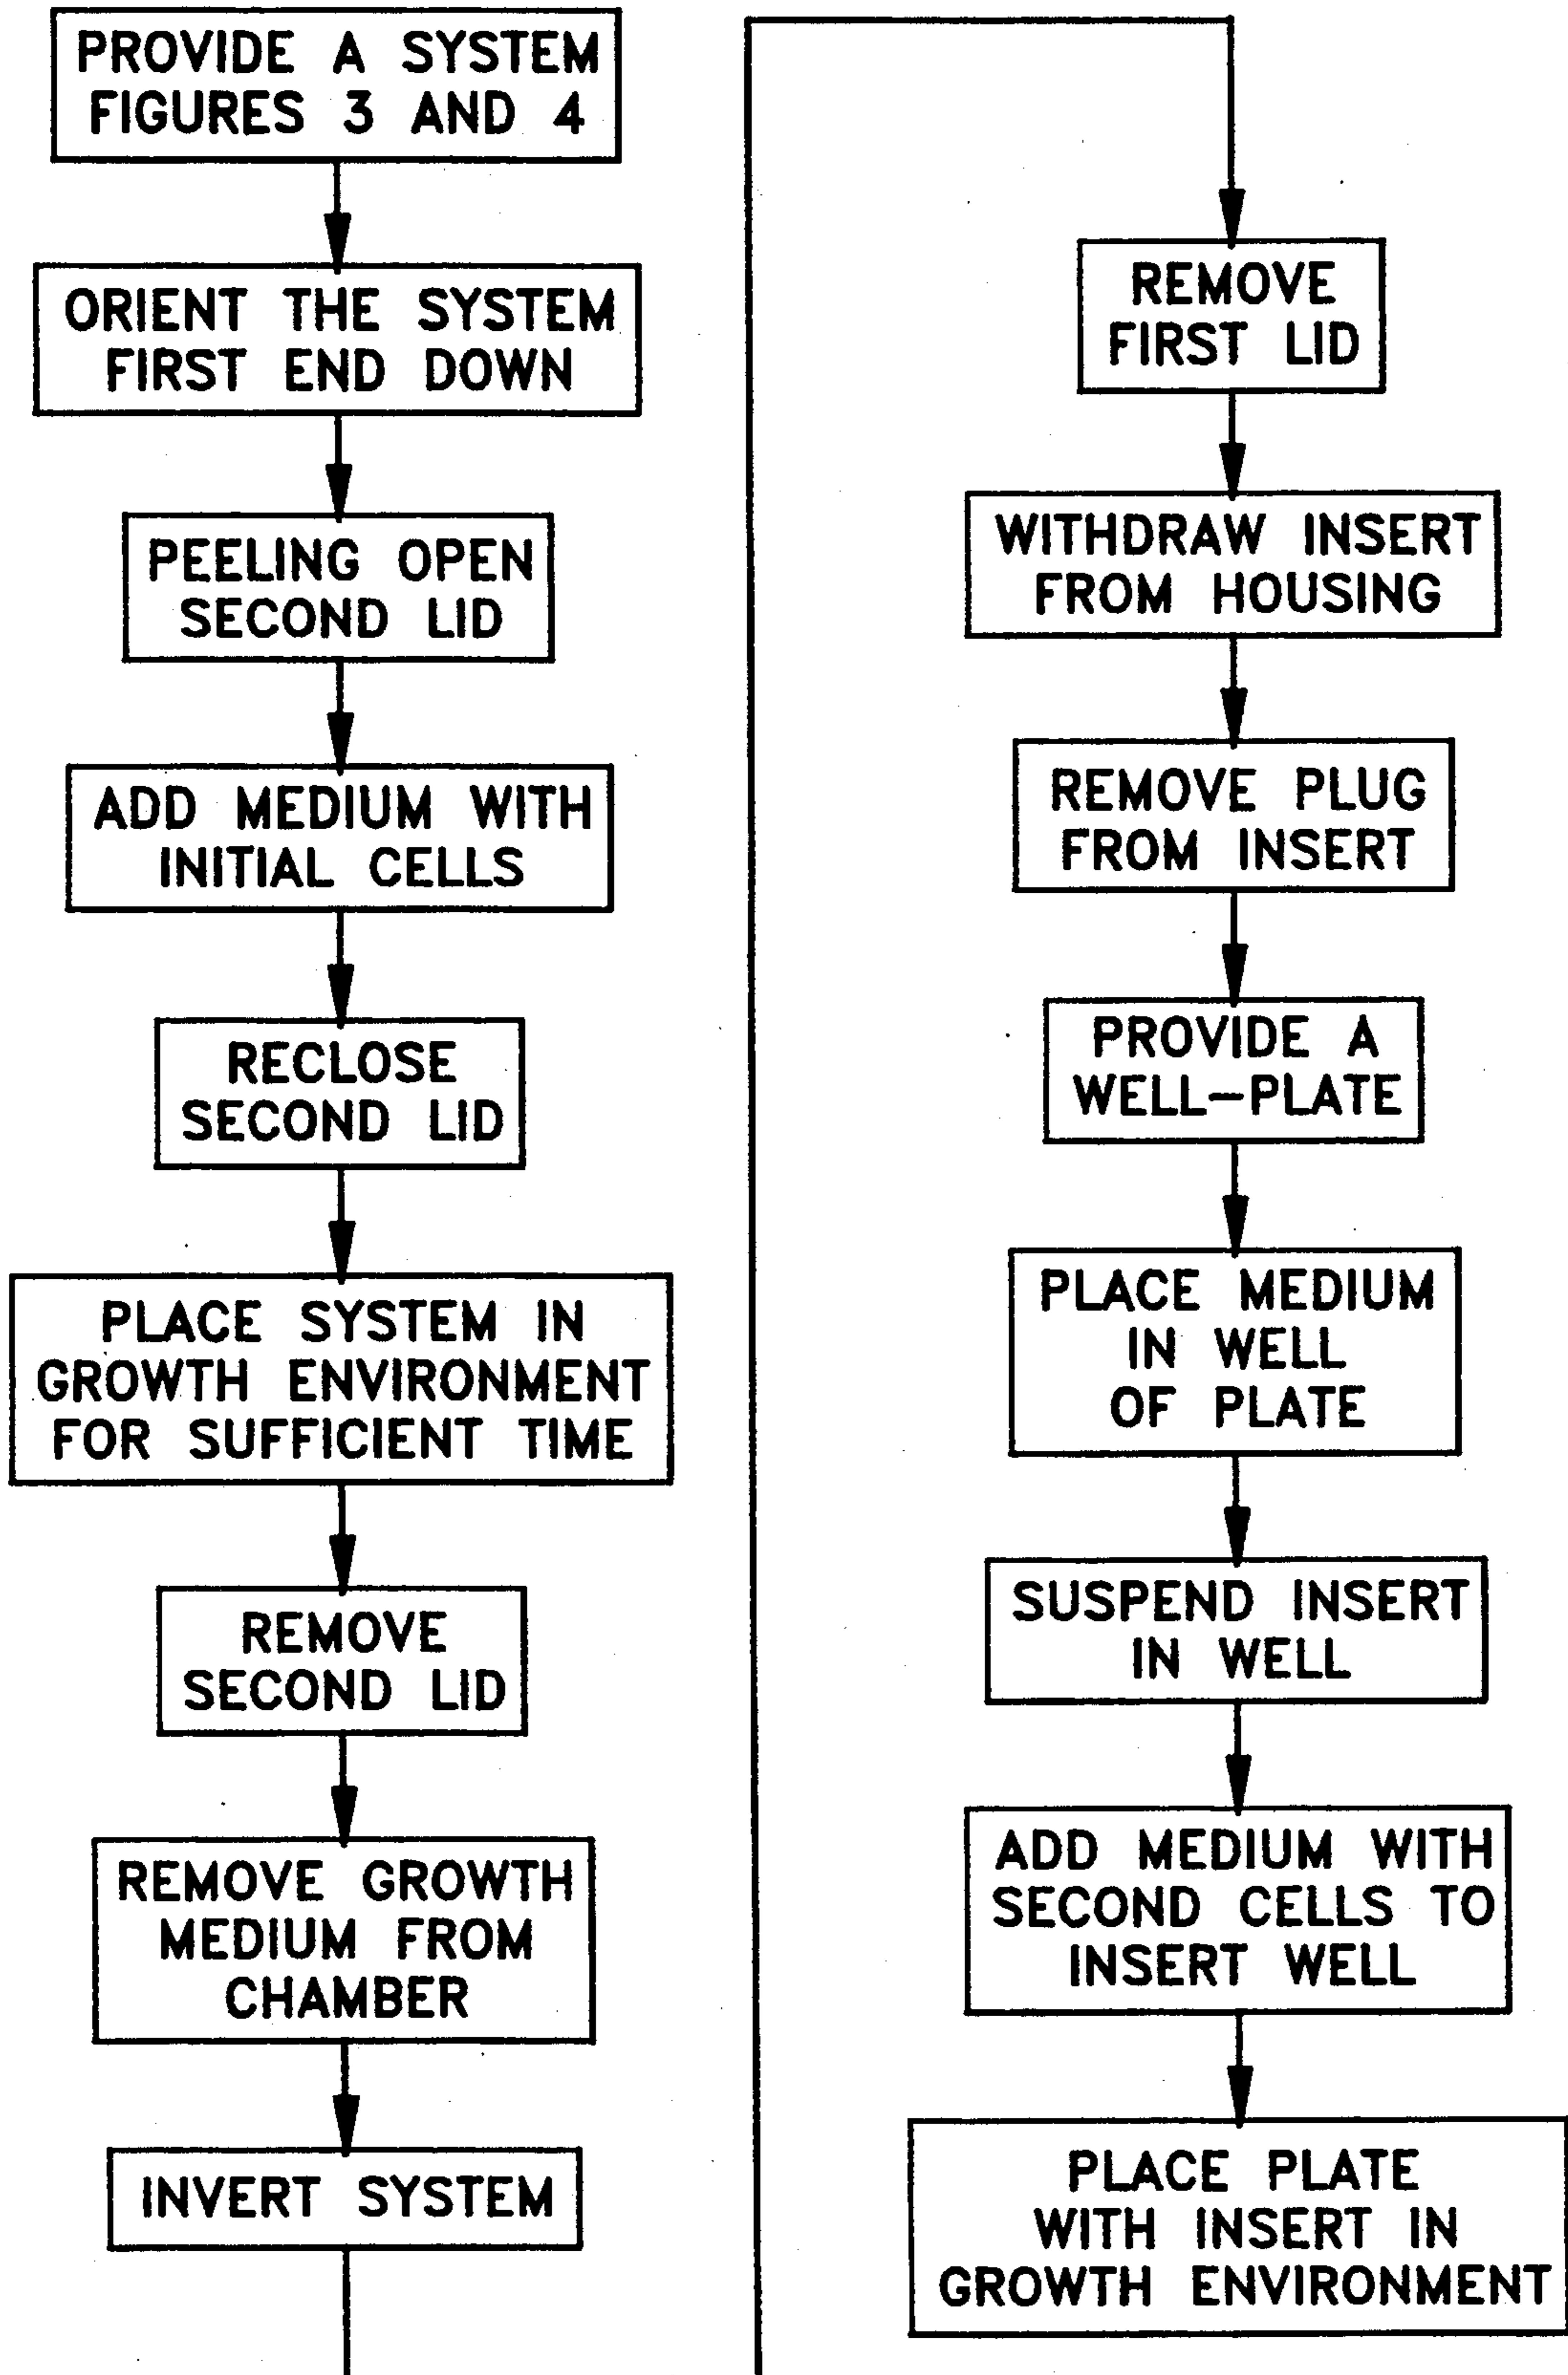 PROVIDE A SYSTEM
FIGURES 3 AND 4
ORIENT THE SYSTEM
FIRST END DOWN
PEELING OPEN
SECOND LID
ADD MEDIUM WITH
INITIAL CELLS
RECLOSE
SECOND LID
PLACE SYSTEM IN
GROWTH ENVIRONMENT
FOR SUFFICIENT TIME
REMOVE
SECOND LID
REMOVE GROWTH
MEDIUM FROM
CHAMBER
INVERT SYSTEM
REMOVE
FIRST LID
WITHDRAW INSERT
FROM HOUSING
REMOVE PLUG
FROM INSERT
PROVIDE A
WELL-PLATE
PLACE MEDIUM
IN WELL
OF PLATE
SUSPEND INSERT
IN WELL
ADD MEDIUM WITH
SECOND CELLS TO
INSERT WELL
PLACE PLATE
WITH INSERT IN
GROWTH ENVIRONMENT